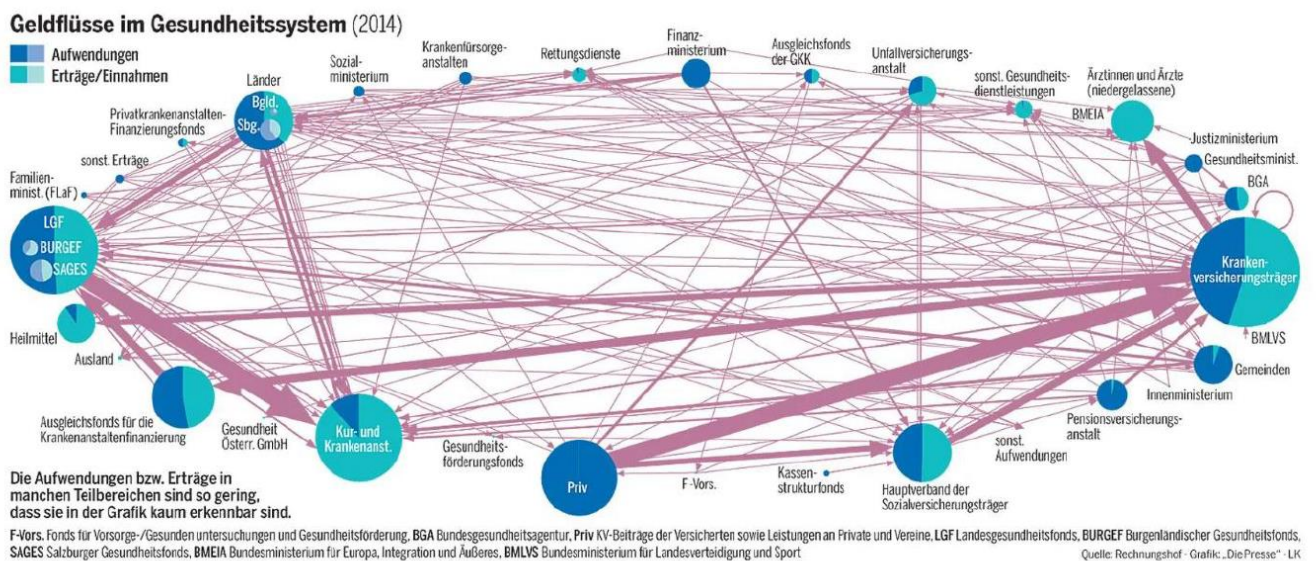 Geldflüsse im Gesundheitssystem (2014)
Aufwendungen
Erträge/Einnahmen
Länder
Bgld.
Sbg.
Sozial-
ministerium
Krankenfürsorge-
anstalten
Rettungsdienste
Finanz-
ministerium
Ausgleichsfonds
der GKK
Unfallversicherungs-
anstalt
sonst. Gesundheits-
dienstleistungen
Ärztinnen und Ärzte
(niedergelassene)
BMEIA
Justizministerium
Gesundheitsminist.
BGA
Privatkrankenanstalten-
Finanzierungsfonds
sonst. Erträge
Familien-
minist. (FLaF)
LGF
BURGEF
SAGES
Kranken-
versicherungsträger
BMLVS
Heilmittel
Ausland
Gemeinden
Innenministerium
Pensionsversicherungs-
anstalt
Ausgleichsfonds für die
Krankenanstaltenfinanzierung
Gesundheit
Österr. GmbH
Kur- und
Krankenanst.
Gesundheits-
förderungsfonds
Priv
F-Vors.
Kassen-
strukturfonds
Hauptverband der
Sozialversicherungsträger
sonst.
Aufwendungen
Die Aufwendungen bzw. Erträge in
manchen Teilbereichen sind so gering,
dass sie in der Grafik kaum erkennbar sind.
F-Vors. Fonds für Vorsorge-/Gesunden untersuchungen und Gesundheitsförderung, BGA Bundesgesundheitsagentur, Priv KV-Beiträge der Versicherten sowie Leistungen an Private und Vereine, LGF Landesgesundheitsfonds, BURGEF Burgenländischer Gesundheitsfonds,
SAGES Salzburger Gesundheitsfonds, BMEIA Bundesministerium für Europa, Integration und Äußeres, BMLVS Bundesministerium für Landesverteidigung und Sport
Quelle: Rechnungshof · Grafik: „Die Presse" · LK